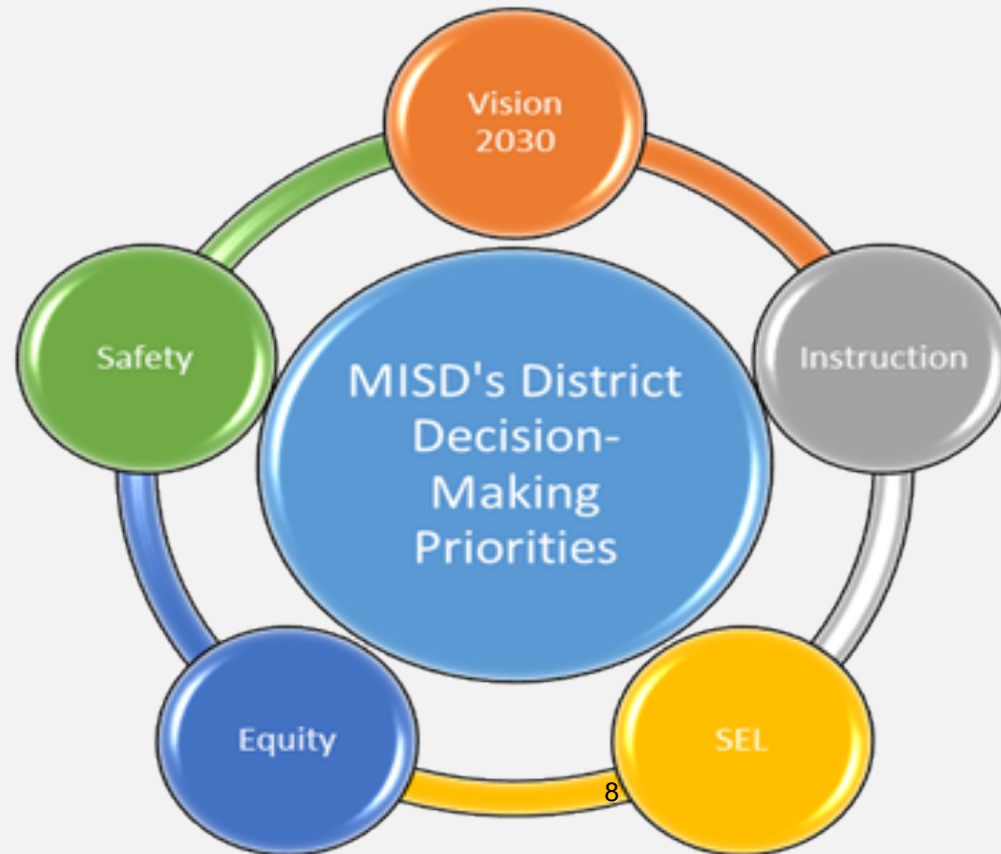 Vision
2030
Safety
Instruction
MISD's District
Decision-
Making
Priorities
Equity
SEL
8